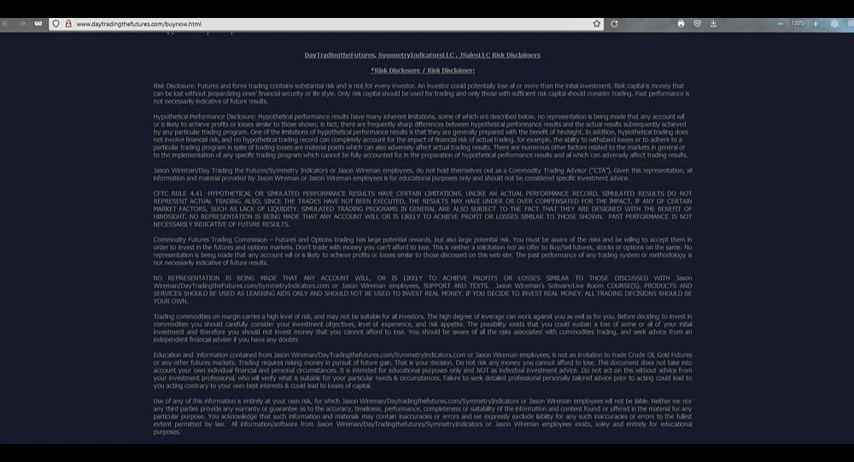 www.daytradingthefutures.com/buynow.html
120%
DayTradingtheFutures, SymmetryIndicatorsLLC, JSalesLLC Risk Disclaimers
*Risk Disclosure / Risk Disclaimer:
Risk Disclosure: Futures and forex trading contains substantial risk and is not for every investor. An investor could potentially lose all or more than the initial investment. Risk capital is money that
can be lost without jeopardizing ones' financial security or life style. Only risk capital should be used for trading and only those with sufficient risk capital should consider trading. Past performance is
not necessarily indicative of future results.
Hypothetical Performance Disclosure: Hypothetical performance results have many inherent limitations, some of which are described below. no representation is being made that any account will
or is likely to achieve profits or losses similar to those shown; in fact, there are frequently sharp differences between hypothetical performance results and the actual results subsequently achieved
by any particular trading program. One of the limitations of hypothetical performance results is that they are generally prepared with the benefit of hindsight. In addition, hypothetical trading does
not involve financial risk, and no hypothetical trading record can completely account for the impact of financial risk of actual trading. for example, the ability to withstand losses or to adhere to a
particular trading program in spite of trading losses are material points which can also adversely affect actual trading results. There are numerous other factors related to the markets in general or
to the implementation of any specific trading program which cannot be fully accounted for in the preparation of hypothetical performance results and all which can adversely affect trading results.
Jason Wireman/Day Trading the Futures/Symmetry Indicators or Jason Wireman employees, do not hold themselves out as a Commodity Trading Advisor ("CTA"). Given this representation, all
information and material provided by Jason Wireman or Jason Wireman employees is for educational purposes only and should not be considered specific investment advice.
CFTC RULE 4.41 -HYPOTHETICAL OR SIMULATED PERFORMANCE RESULTS HAVE CERTAIN LIMITATIONS. UNLIKE AN ACTUAL PERFORMANCE RECORD, SIMULATED RESULTS DO NOT
REPRESENT ACTUAL TRADING. ALSO, SINCE THE TRADES HAVE NOT BEEN EXECUTED, THE RESULTS MAY HAVE UNDER OR OVER COMPENSATED FOR THE IMPACT, IF ANY OF CERTAIN
MARKET FACTORS, SUCH AS LACK OF LIQUIDITY. SIMULATED TRADING PROGRAMS IN GENERAL ARE ALSO SUBJECT TO THE FACT THAT THEY ARE DESIGNED WITH THE BENEFIT OF
HINDSIGHT. NO REPRESENTATION IS BEING MADE THAT ANY ACCOUNT WILL OR IS LIKELY TO ACHIEVE PROFIT OR LOSSES SIMILAR TO THOSE SHOWN. PAST PERFORMANCE IS NOT
NECESSARILY INDICATIVE OF FUTURE RESULTS.
Commodity Futures Trading Commission – Futures and Options trading has large potential rewards, but also large potential risk. You must be aware of the risks and be willing to accept them in
order to invest in the futures and options markets. Don't trade with money you can't afford to lose. This is neither a solicitation nor an offer to Buy/Sell futures, stocks or options on the same. No
representation is being made that any account will or is likely to achieve profits or losses similar to those discussed on this web site. The past performance of any trading system or methodology is
not necessarily indicative of future results.
NO REPRESENTATION IS BEING MADE THAT ANY ACCOUNT WILL, OR IS LIKELY TO ACHIEVE PROFITS OR LOSSES SIMILAR TO THOSE DISCUSSED WITH Jason
Wireman/DayTradingthefutures.com/SymmetryIndicators.com or Jason Wireman employees, SUPPORT AND TEXTS. Jason Wireman's Sotware/Live Room COURSE(S), PRODUCTS AND
SERVICES SHOULD BE USED AS LEARNING AIDS ONLY AND SHOULD NOT BE USED TO INVEST REAL MONEY. IF YOU DECIDE TO INVEST REAL MONEY, ALL TRADING DECISIONS SHOULD BE
YOUR OWN.
Trading commodities on margin carries a high level of risk, and may not be suitable for all investors. The high degree of leverage can work against you as well as for you. Before deciding to invest in
commodities you should carefully consider your investment objectives, level of experience, and risk appetite. The possibility exists that you could sustain a loss of some or all of your initial
investment and therefore you should not invest money that you cannot afford to lose. You should be aware of all the risks associated with commodities trading, and seek advice from an
independent financial adviser if you have any doubts
Education and information contained from Jason Wireman/DayTradingthefutures.com/SymmetryIndicators.com or Jason Wireman employees, is not an invitation to trade Crude Oil, Gold Futures
or any other futures markets. Trading requires risking money in pursuit of future gain. That is your decision. Do not risk any money you cannot afford to lose. This document does not take into
account your own individual financial and personal circumstances. It is intended for educational purposes only and NOT as individual investment advice. Do not act on this without advice from
your investment professional, who will verify what is suitable for your particular needs & circumstances. Failure to seek detailed professional personally tailored advice prior to acting could lead to
you acting contrary to your own best interests & could lead to losses of capital.
Use of any of this information is entirely at your own risk, for which Jason Wireman/Daytradingthefutures.com/SymmetryIndicators or Jason Wireman employees will not be liable. Neither we nor
any third parties provide any warranty or guarantee as to the accuracy, timeliness, performance, completeness or suitability of the information and content found or offered in the material for any
particular purpose. You acknowledge that such information and materials may contain inaccuracies or errors and we expressly exclude liability for any such inaccuracies or errors to the fullest
extent permitted by law. All information/software from Jason Wireman/DayTradingthefutures.com/SymmetryIndicators or Jason Wireman employees exists, soley and entirely for educational
purposes.